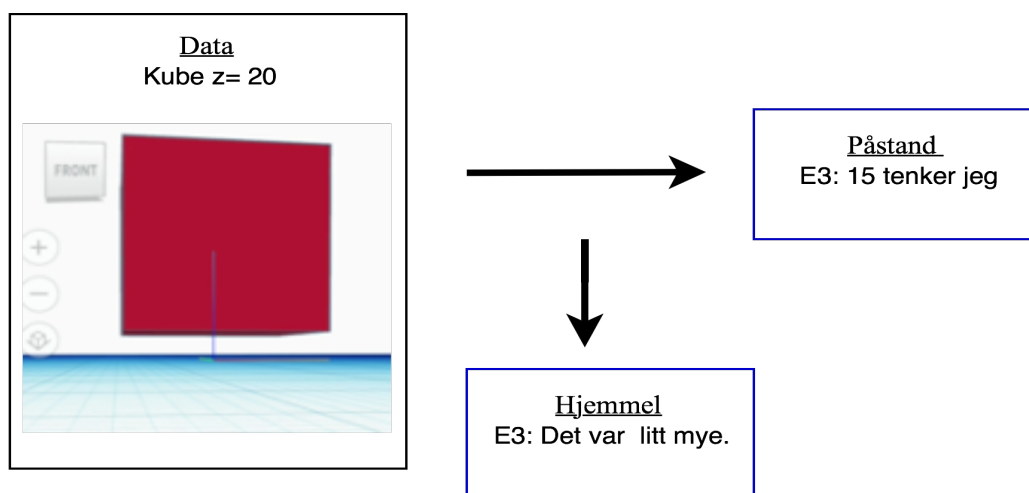 Data
Kube z= 20
FRONT
Påstand
E3: 15 tenker jeg
Hjemmel
E3: Det var litt mye.